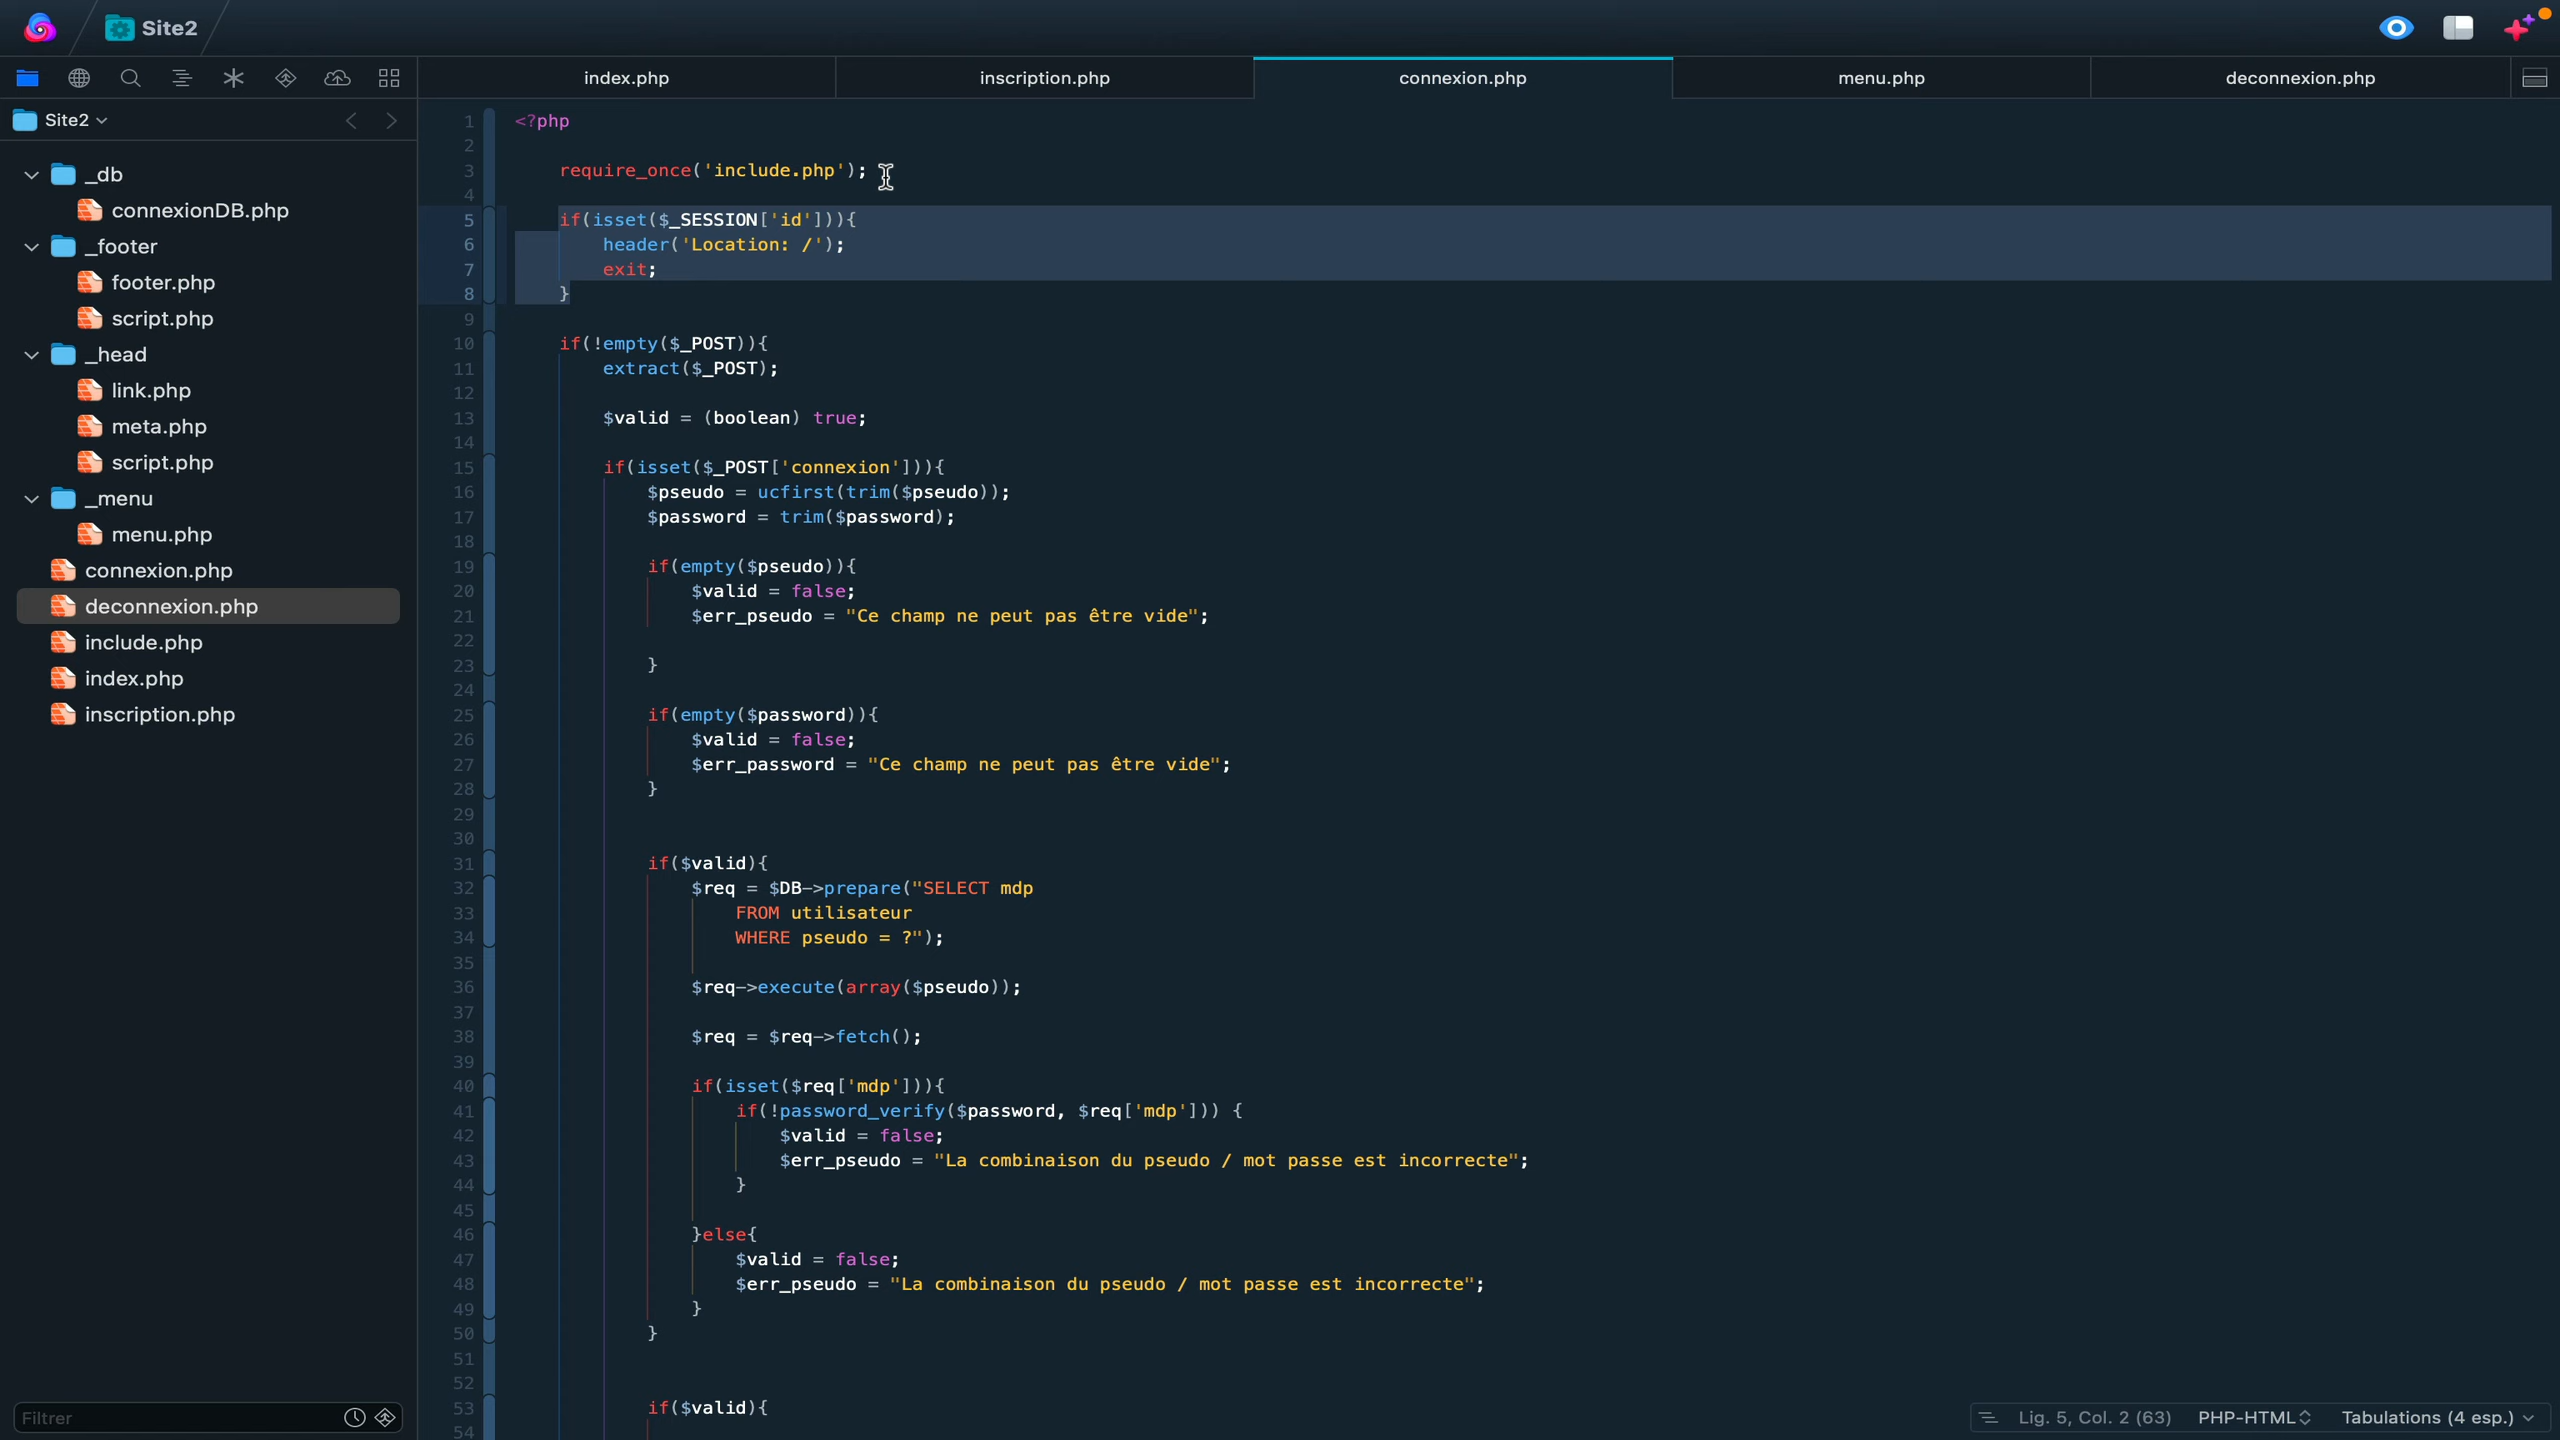 Site2
index.php
inscription.php
connexion.php
menu.php
deconnexion.php
Site2
_db
connexionDB.php
_footer
footer.php
script.php
_head
link.php
meta.php
script.php
_menu
menu.php
connexion.php
deconnexion.php
include.php
index.php
inscription.php
Filtrer
1 <?php
2
3 require_once('include.php');
4
5 if(isset($_SESSION['id'])){
6 header('Location: /');
7 exit;
8 }
9
10 if(!empty($_POST)){
11 extract($_POST);
12
13 $valid = (boolean) true;
14
15 if(isset($_POST['connexion'])){
16 $pseudo = ucfirst(trim($pseudo));
17 $password = trim($password);
18
19 if(empty($pseudo)){
20 $valid = false;
21 $err_pseudo = "Ce champ ne peut pas être vide";
22
23 }
24
25 if(empty($password)){
26 $valid = false;
27 $err_password = "Ce champ ne peut pas être vide";
28 }
29
30
31 if($valid){
32 $req = $DB->prepare("SELECT mdp
33 FROM utilisateur
34 WHERE pseudo = ?");
35
36 $req->execute(array($pseudo));
37
38 $req = $req->fetch();
39
40 if(isset($req['mdp'])){
41 if(!password_verify($password, $req['mdp'])) {
42 $valid = false;
43 $err_pseudo = "La combinaison du pseudo / mot passe est incorrecte";
44 }
45
46 }else{
47 $valid = false;
48 $err_pseudo = "La combinaison du pseudo / mot passe est incorrecte";
49 }
50 }
51
52
53 if($valid){
54
Lig. 5, Col. 2 (63) PHP-HTML Tabulations (4 esp.)